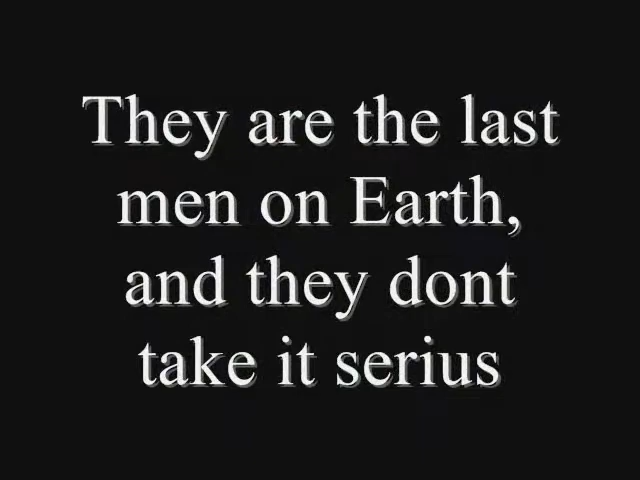 They are the last
men on Earth,
and they dont
take it serius